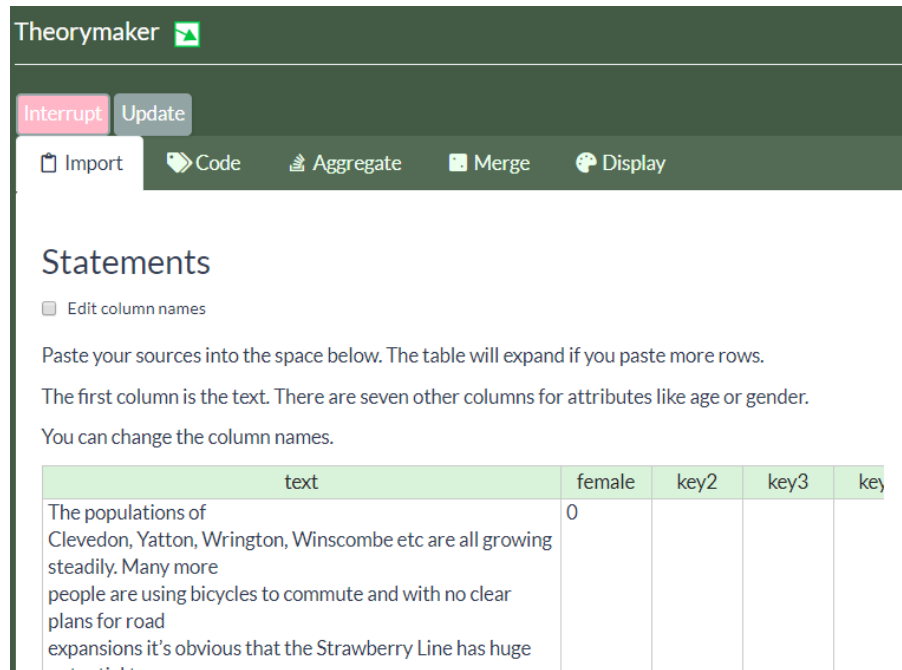 Theorymaker
Interrupt Update
Import Code Aggregate Merge Display
Statements
Edit column names
Paste your sources into the space below. The table will expand if you paste more rows.
The first column is the text. There are seven other columns for attributes like age or gender.
You can change the column names.
text female key2 key3 key
The populations of 0
Clevedon, Yatton, Wrington, Winscombe etc are all growing
steadily. Many more
people are using bicycles to commute and with no clear
plans for road
expansions it's obvious that the Strawberry Line has huge